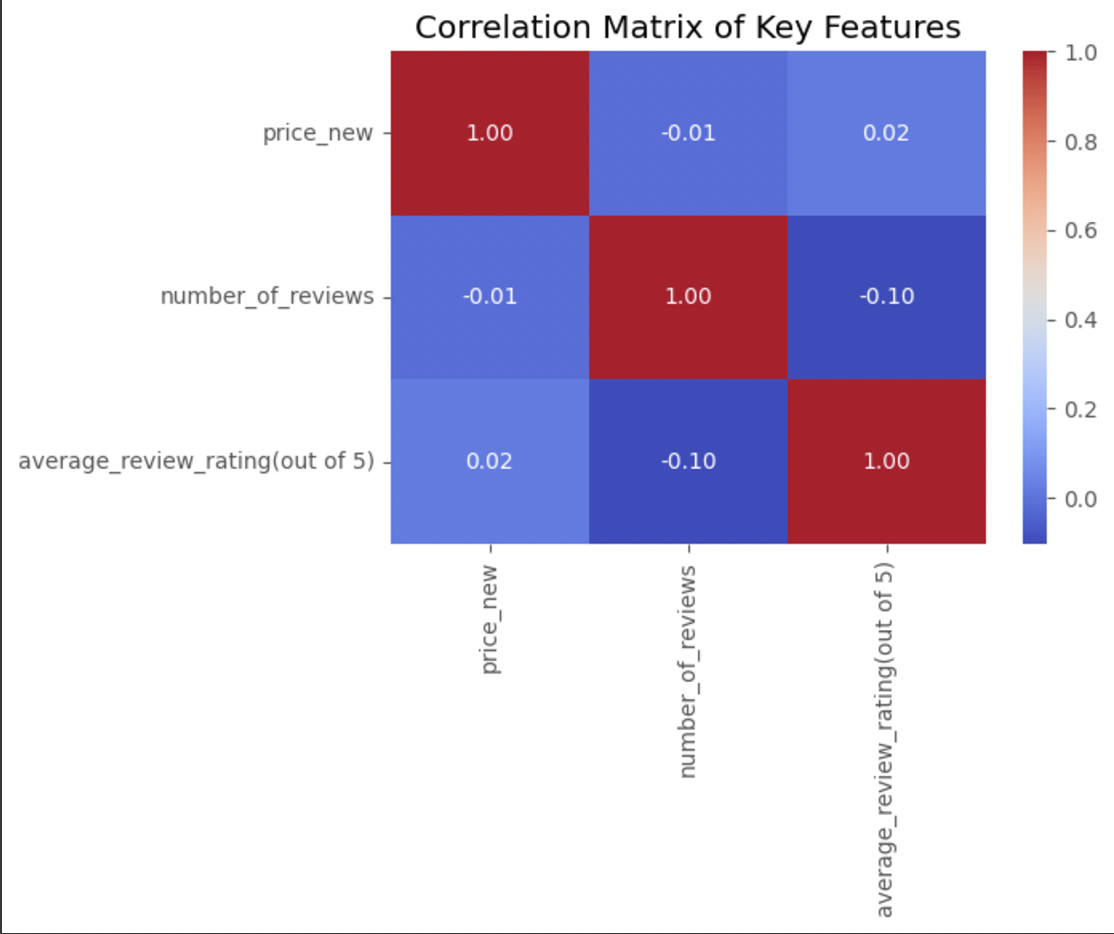 Correlation Matrix of Key Features
price_new
1.00
-0.01
0.02
number_of_reviews
-0.01
1.00
-0.10
average_review_rating(out of 5)
0.02
-0.10
1.00
price_new
number_of_reviews
average_review_rating(out of 5)
1.0
0.8
0.6
0.4
0.2
0.0